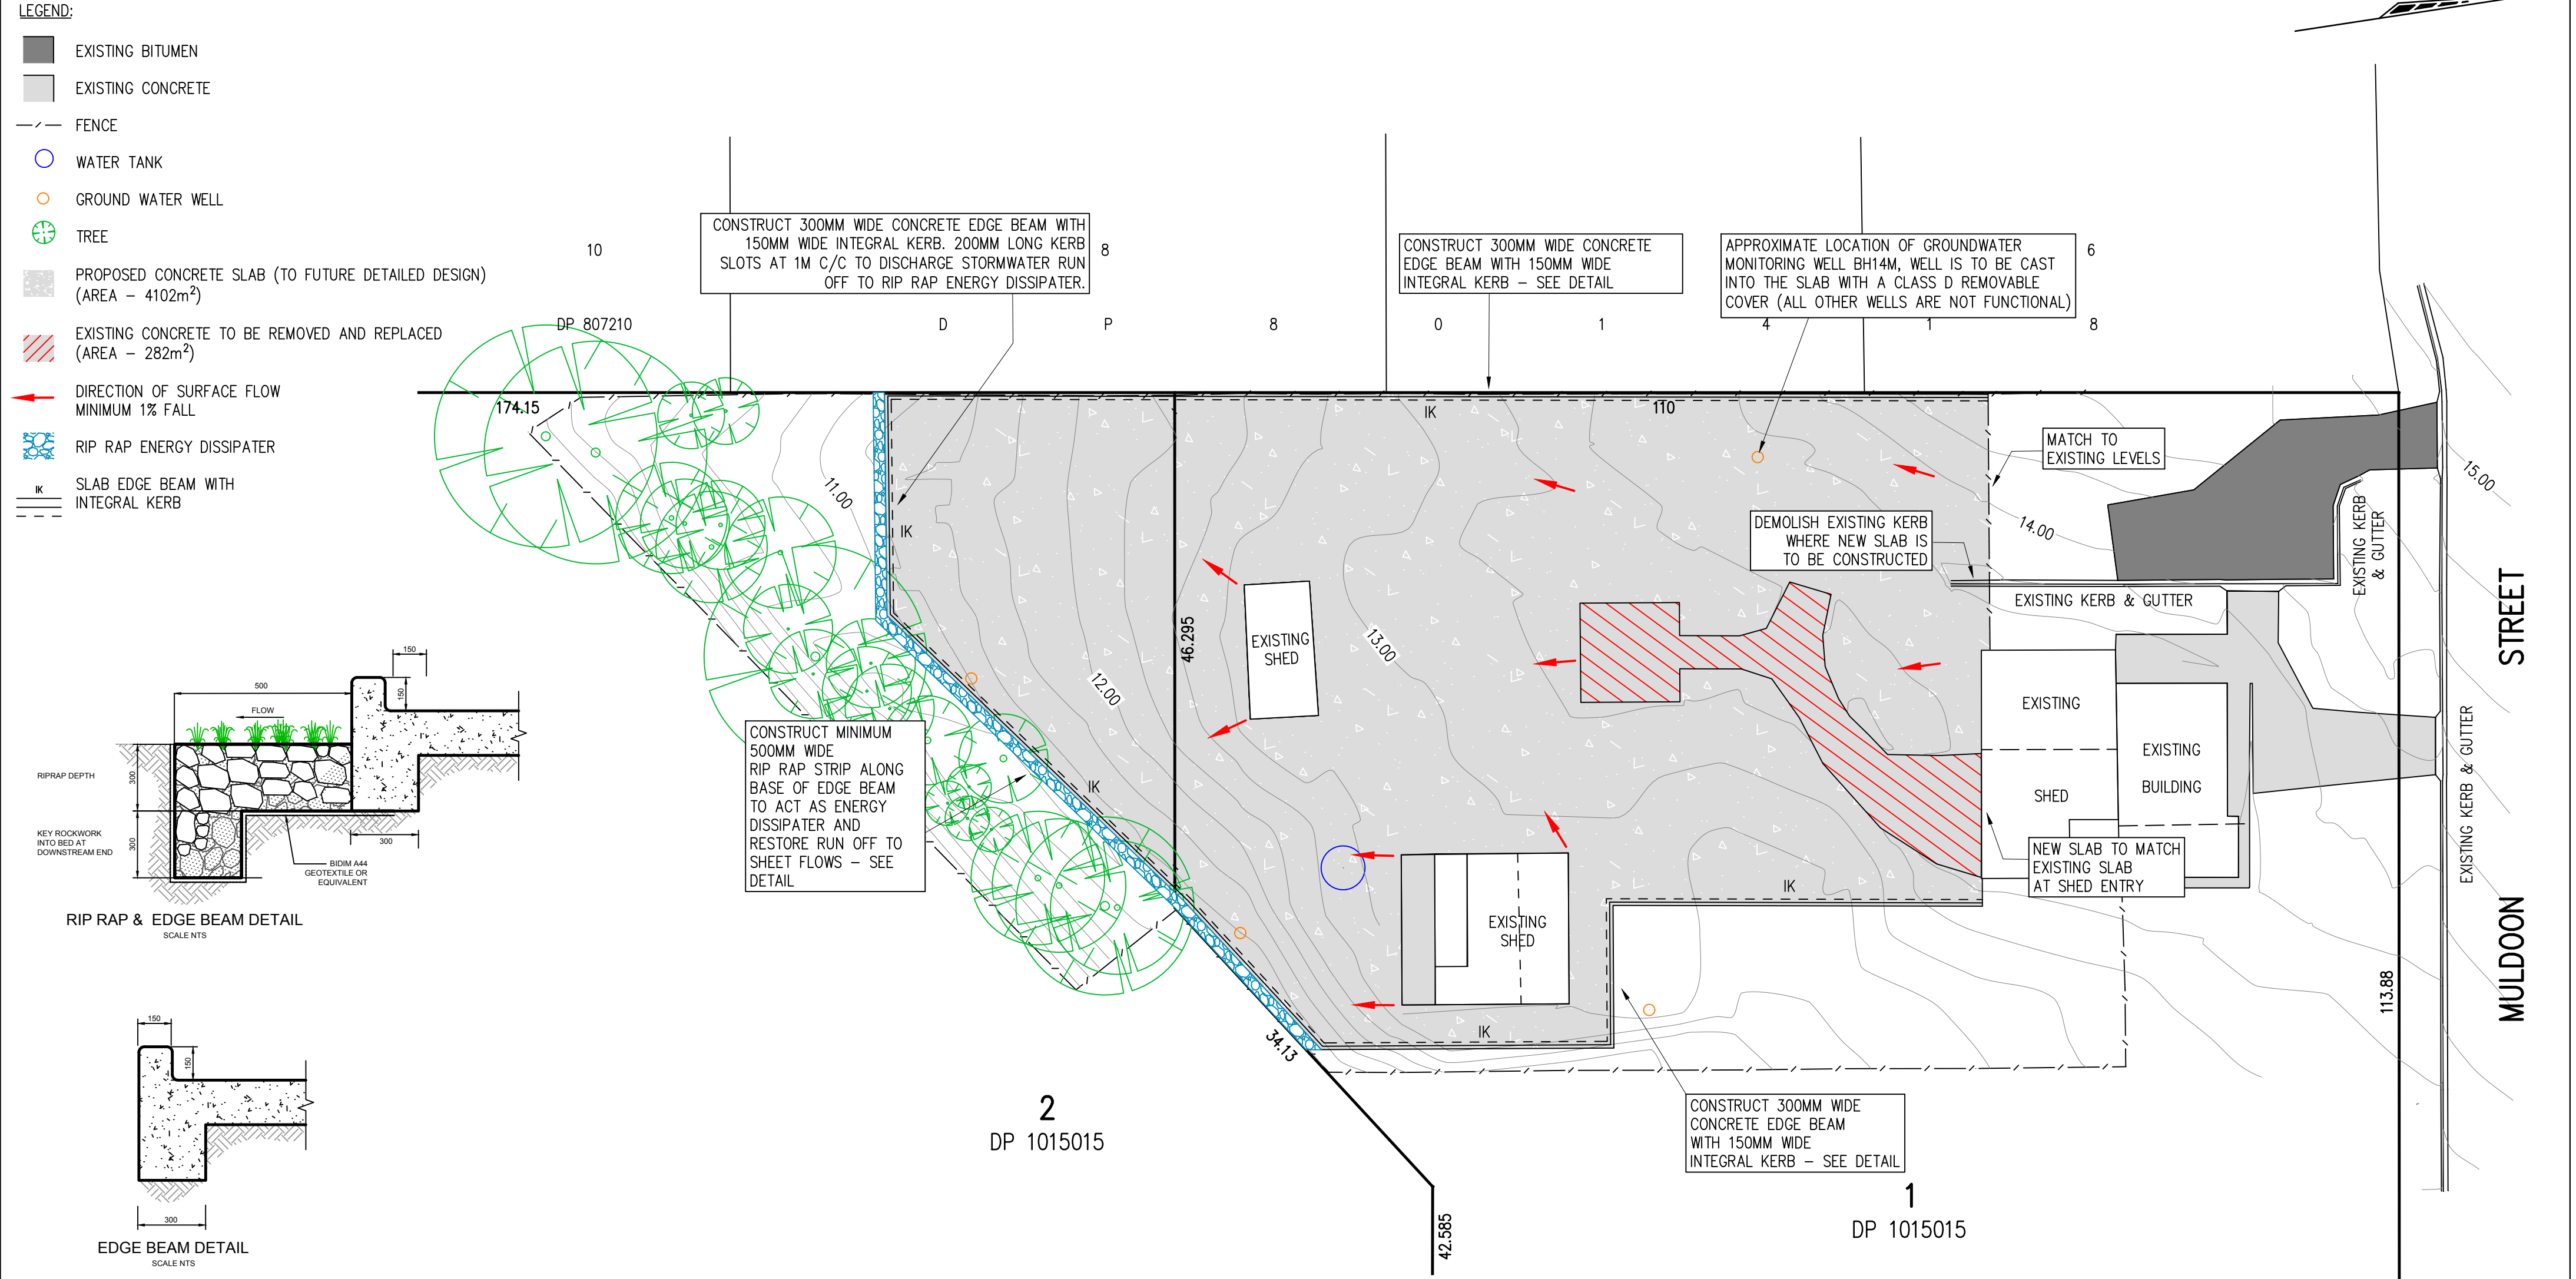 LEGEND:
EXISTING BITUMEN
EXISTING CONCRETE
FENCE
WATER TANK
GROUND WATER WELL
TREE
PROPOSED CONCRETE SLAB (TO FUTURE DETAILED DESIGN)
(AREA - 4102m²)
EXISTING CONCRETE TO BE REMOVED AND REPLACED
(AREA - 282m²)
DIRECTION OF SURFACE FLOW
MINIMUM 1% FALL
RIP RAP ENERGY DISSIPATER
IK
SLAB EDGE BEAM WITH
INTEGRAL KERB
10
DP 807210
CONSTRUCT 300MM WIDE CONCRETE EDGE BEAM WITH
150MM WIDE INTEGRAL KERB. 200MM LONG KERB
SLOTS AT 1M C/C TO DISCHARGE STORMWATER RUN
OFF TO RIP RAP ENERGY DISSIPATER.
8
CONSTRUCT 300MM WIDE CONCRETE
EDGE BEAM WITH 150MM WIDE
INTEGRAL KERB - SEE DETAIL
APPROXIMATE LOCATION OF GROUNDWATER
MONITORING WELL BH14M, WELL IS TO BE CAST
INTO THE SLAB WITH A CLASS D REMOVABLE
COVER (ALL OTHER WELLS ARE NOT FUNCTIONAL)
6
D P 8 0 1 4 1 8
174.15
IK
110
MATCH TO
EXISTING LEVELS
15.00
11.00
IK
14.00
DEMOLISH EXISTING KERB
WHERE NEW SLAB IS
TO BE CONSTRUCTED
EXISTING KERB
& GUTTER
EXISTING KERB & GUTTER
STREET
MULDOON
46.295
EXISTING
SHED
13.00
12.00
EXISTING
SHED
EXISTING
BUILDING
EXISTING KERB & GUTTER
CONSTRUCT MINIMUM
500MM WIDE
RIP RAP STRIP ALONG
BASE OF EDGE BEAM
TO ACT AS ENERGY
DISSIPATER AND
RESTORE RUN OFF TO
SHEET FLOWS - SEE
DETAIL
IK
NEW SLAB TO MATCH
EXISTING SLAB
AT SHED ENTRY
IK
EXISTING
SHED
IK
34.13
113.88
CONSTRUCT 300MM WIDE
CONCRETE EDGE BEAM
WITH 150MM WIDE
INTEGRAL KERB - SEE DETAIL
2
DP 1015015
1
DP 1015015
42.585
150
500
150
FLOW
RIPRAP DEPTH
300
KEY ROCKWORK
INTO BED AT
DOWNSTREAM END
300
300
BIDIM A44
GEOTEXTILE OR
EQUIVALENT
RIP RAP & EDGE BEAM DETAIL
SCALE NTS
150
150
300
EDGE BEAM DETAIL
SCALE NTS